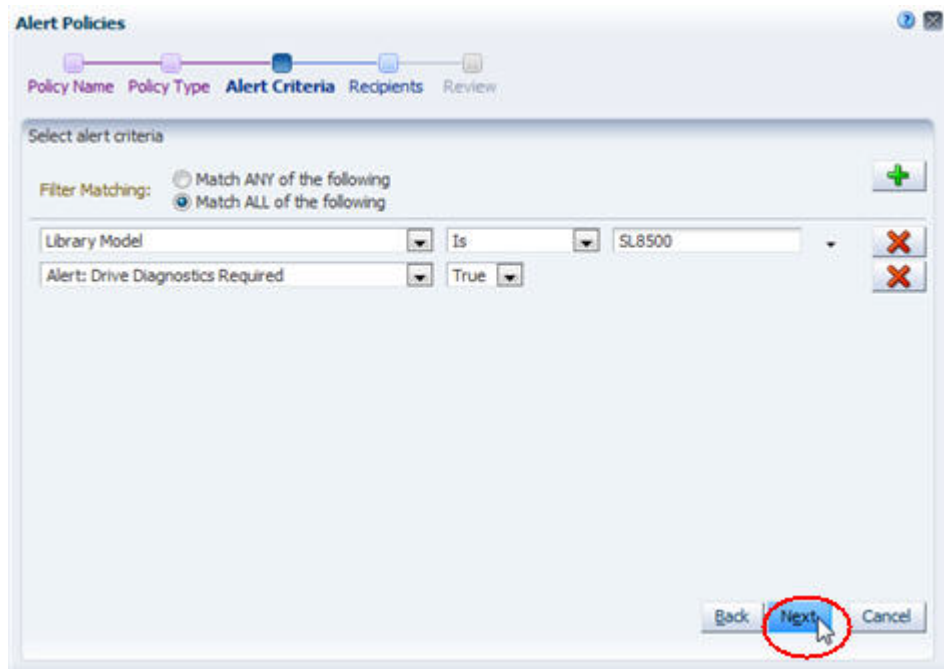 Alert Policies
Policy Name Policy Type Alert Criteria Recipients Review
Select alert criteria
Filter Matching:
Match ANY of the following
Match ALL of the following
Library Model Is SL8500
Alert: Drive Diagnostics Required True
Back Next Cancel